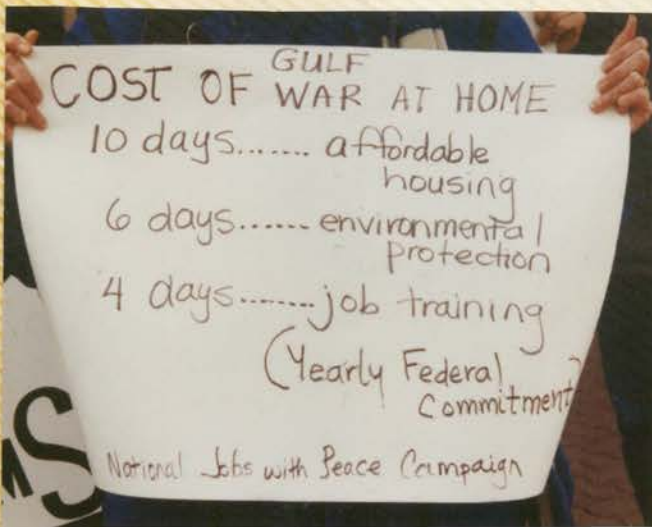 GULF
COST OF WAR AT HOME
10 days....... affordable
housing
6 days...... environmental
protection
4 days....... job training
(Yearly Federal
Commitment)
National Jobs with Peace Campaign
MS